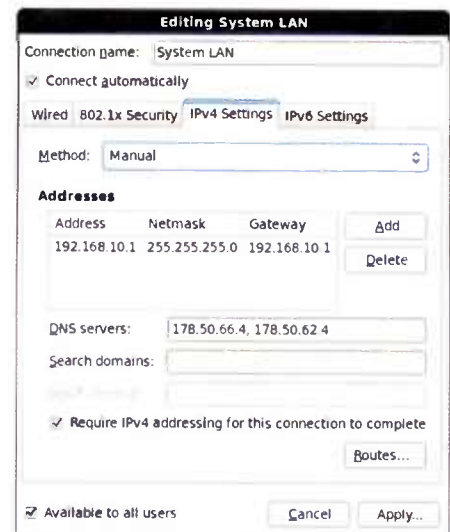 Editing System LAN
Connection name: System LAN
Connect automatically
Wired 802.1x Security IPv4 Settings IPv6 Settings
Method: Manual
Addresses
Address Netmask Gateway Add
192.168.10.1 255.255.255.0 192.168.10 1
Delete
DNS servers: 178.50.66.4, 178.50.62 4
Search domains:
Require IPv4 addressing for this connection to complete
Routes...
Available to all users Cancel Apply...